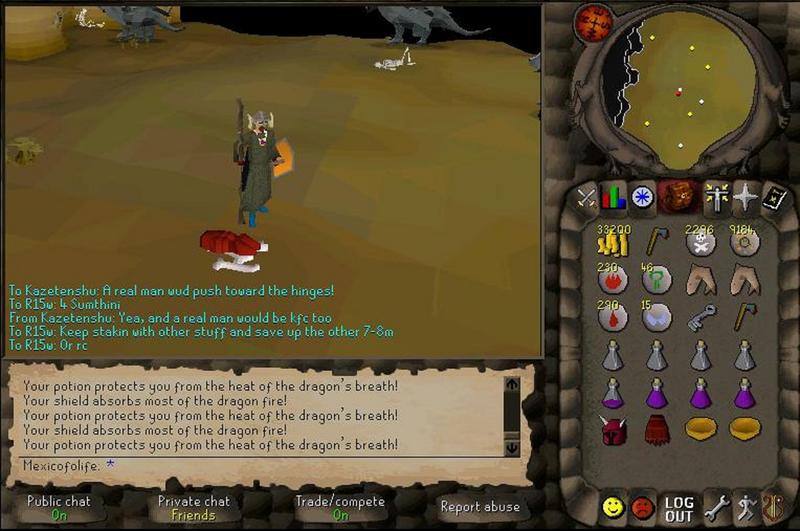 To Kazetenshu: A real man wud push toward the hinges!
To R15w: 4 Sumthini
From Kazetenshu: Yea, and a real man would be kfc too
To R15w: Keep stakin with other stuff and save up the other 7-8m
To R15w: Or rc
Your potion protects you from the heat of the dragon's breath!
Your shield absorbs most of the dragon fire!
Your potion protects you from the heat of the dragon's breath!
Your shield absorbs most of the dragon fire!
Your potion protects you from the heat of the dragon's breath!
Mexicofolife: *
Public chat
On
Private chat
Friends
Trade/compete
On
Report abuse
33200
2296
9184
230
46
290
15
LOG
OUT